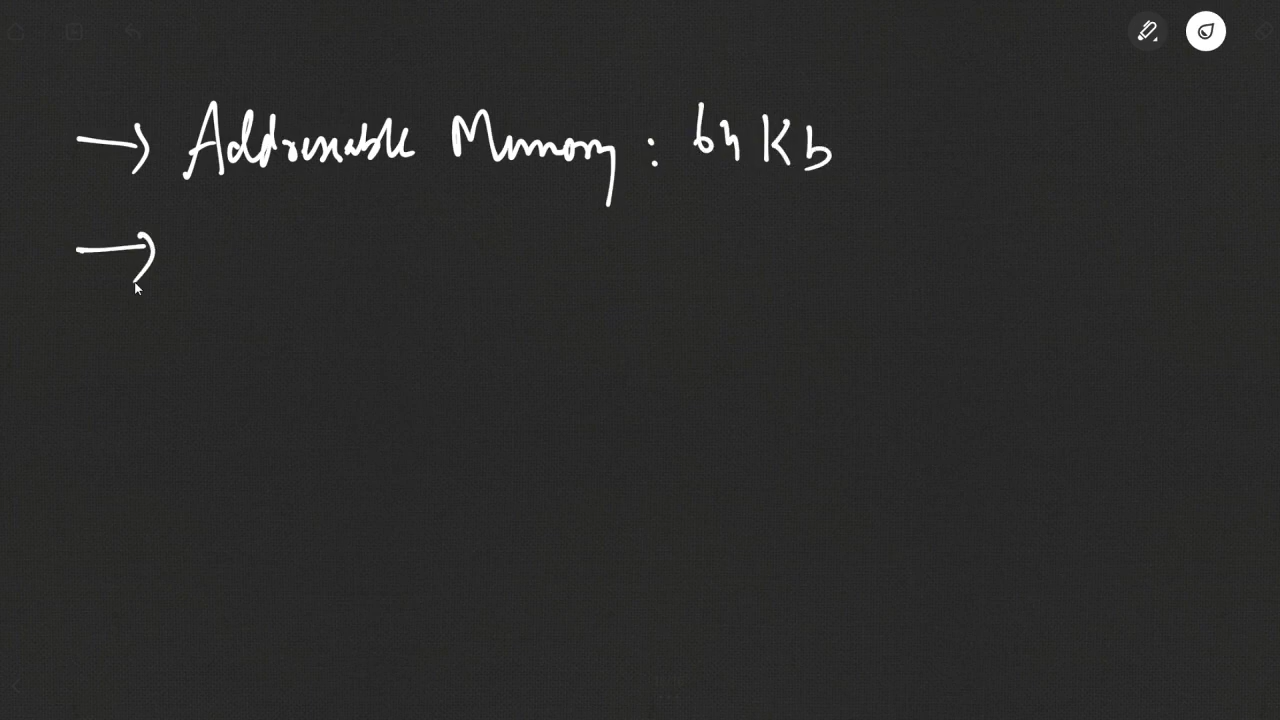 → Addressable Memory : 64 Kb
→